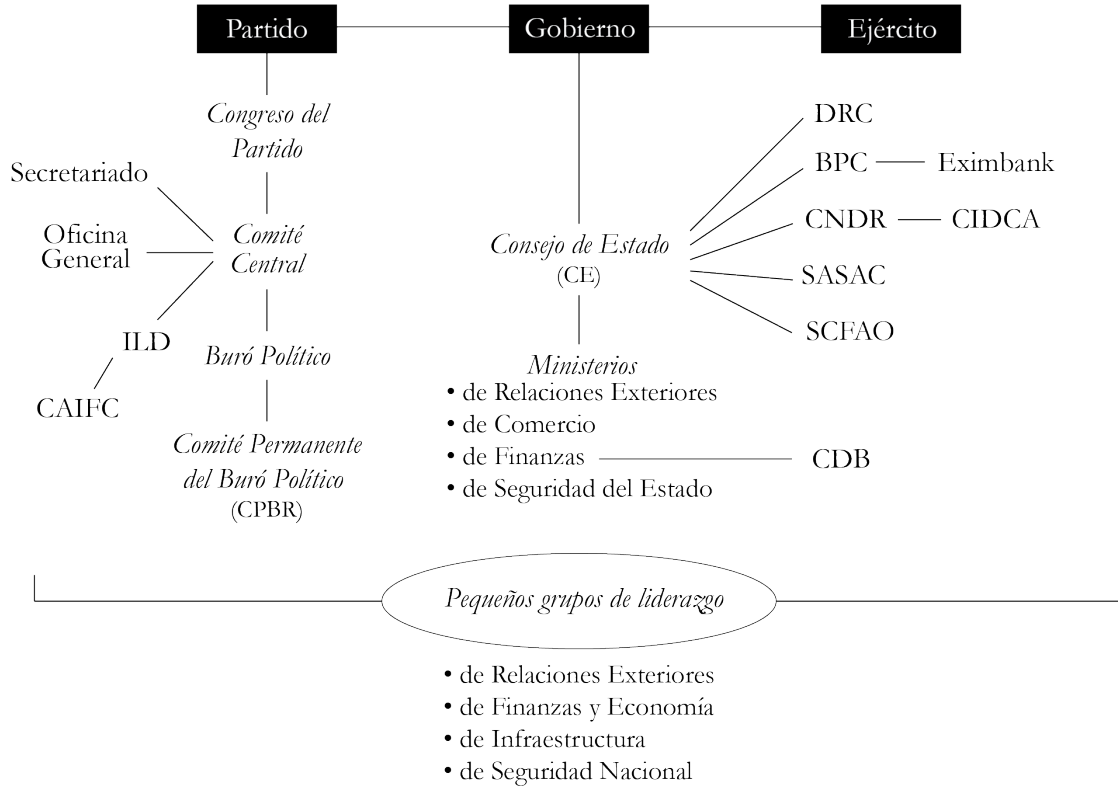 Partido
Gobierno
Ejército
Congreso del
Partido
Secretariado
Oficina
General
Comité
Central
ILD
CAIFC
Buró Político
Comité Permanente
del Buró Político
(CPBR)
Consejo de Estado
(CE)
DRC
BPC
Eximbank
CNDR
CIDCA
SASAC
SCFAO
Ministerios
• de Relaciones Exteriores
• de Comercio
• de Finanzas
CDB
• de Seguridad del Estado
Pequeños grupos de liderazgo
• de Relaciones Exteriores
• de Finanzas y Economía
• de Infraestructura
• de Seguridad Nacional